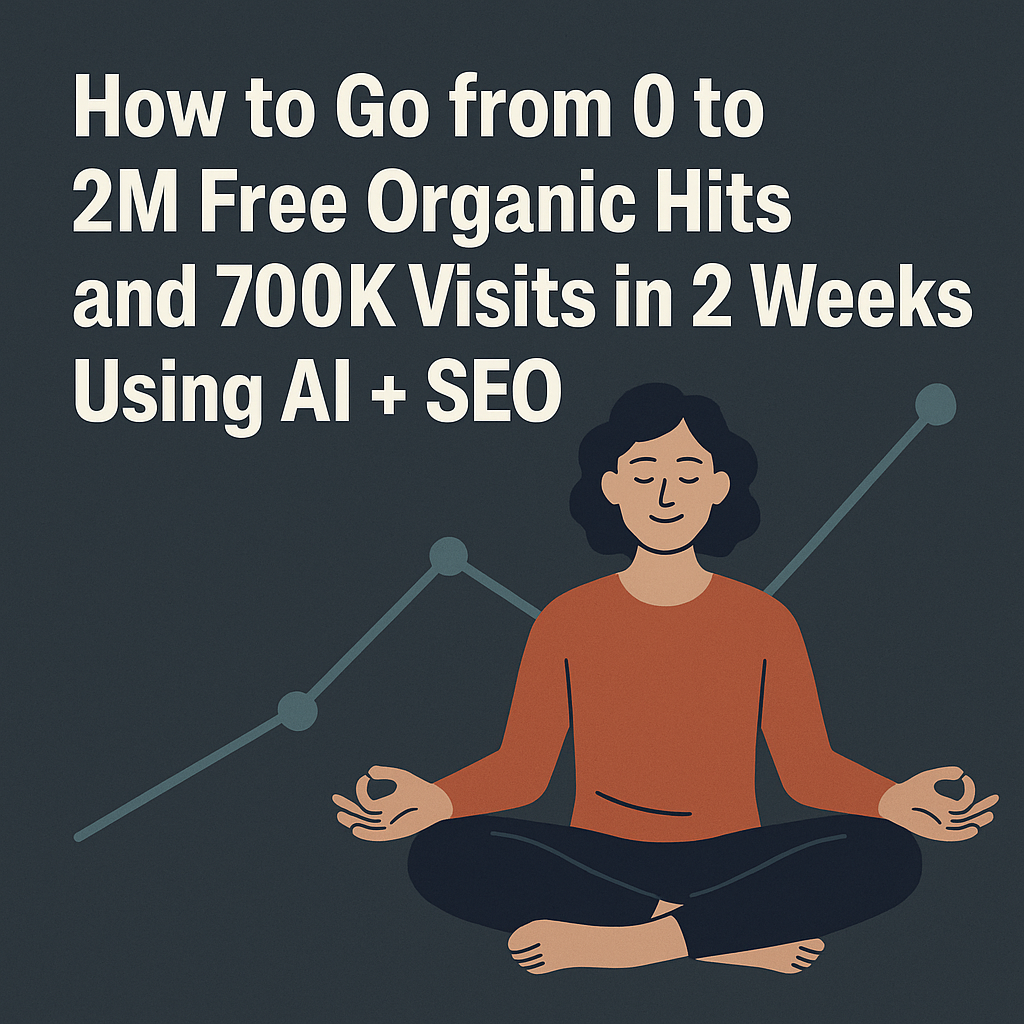 How to Go from 0 to
2M Free Organic Hits
and 700K Visits in 2 Weeks
Using AI + SEO